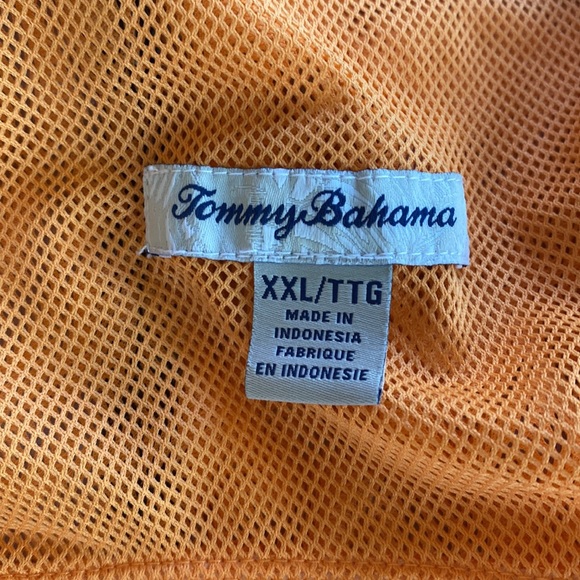 Tommy Bahama
XXL/TTG
MADE IN
INDONESIA
FABRIQUE
EN INDONESIE